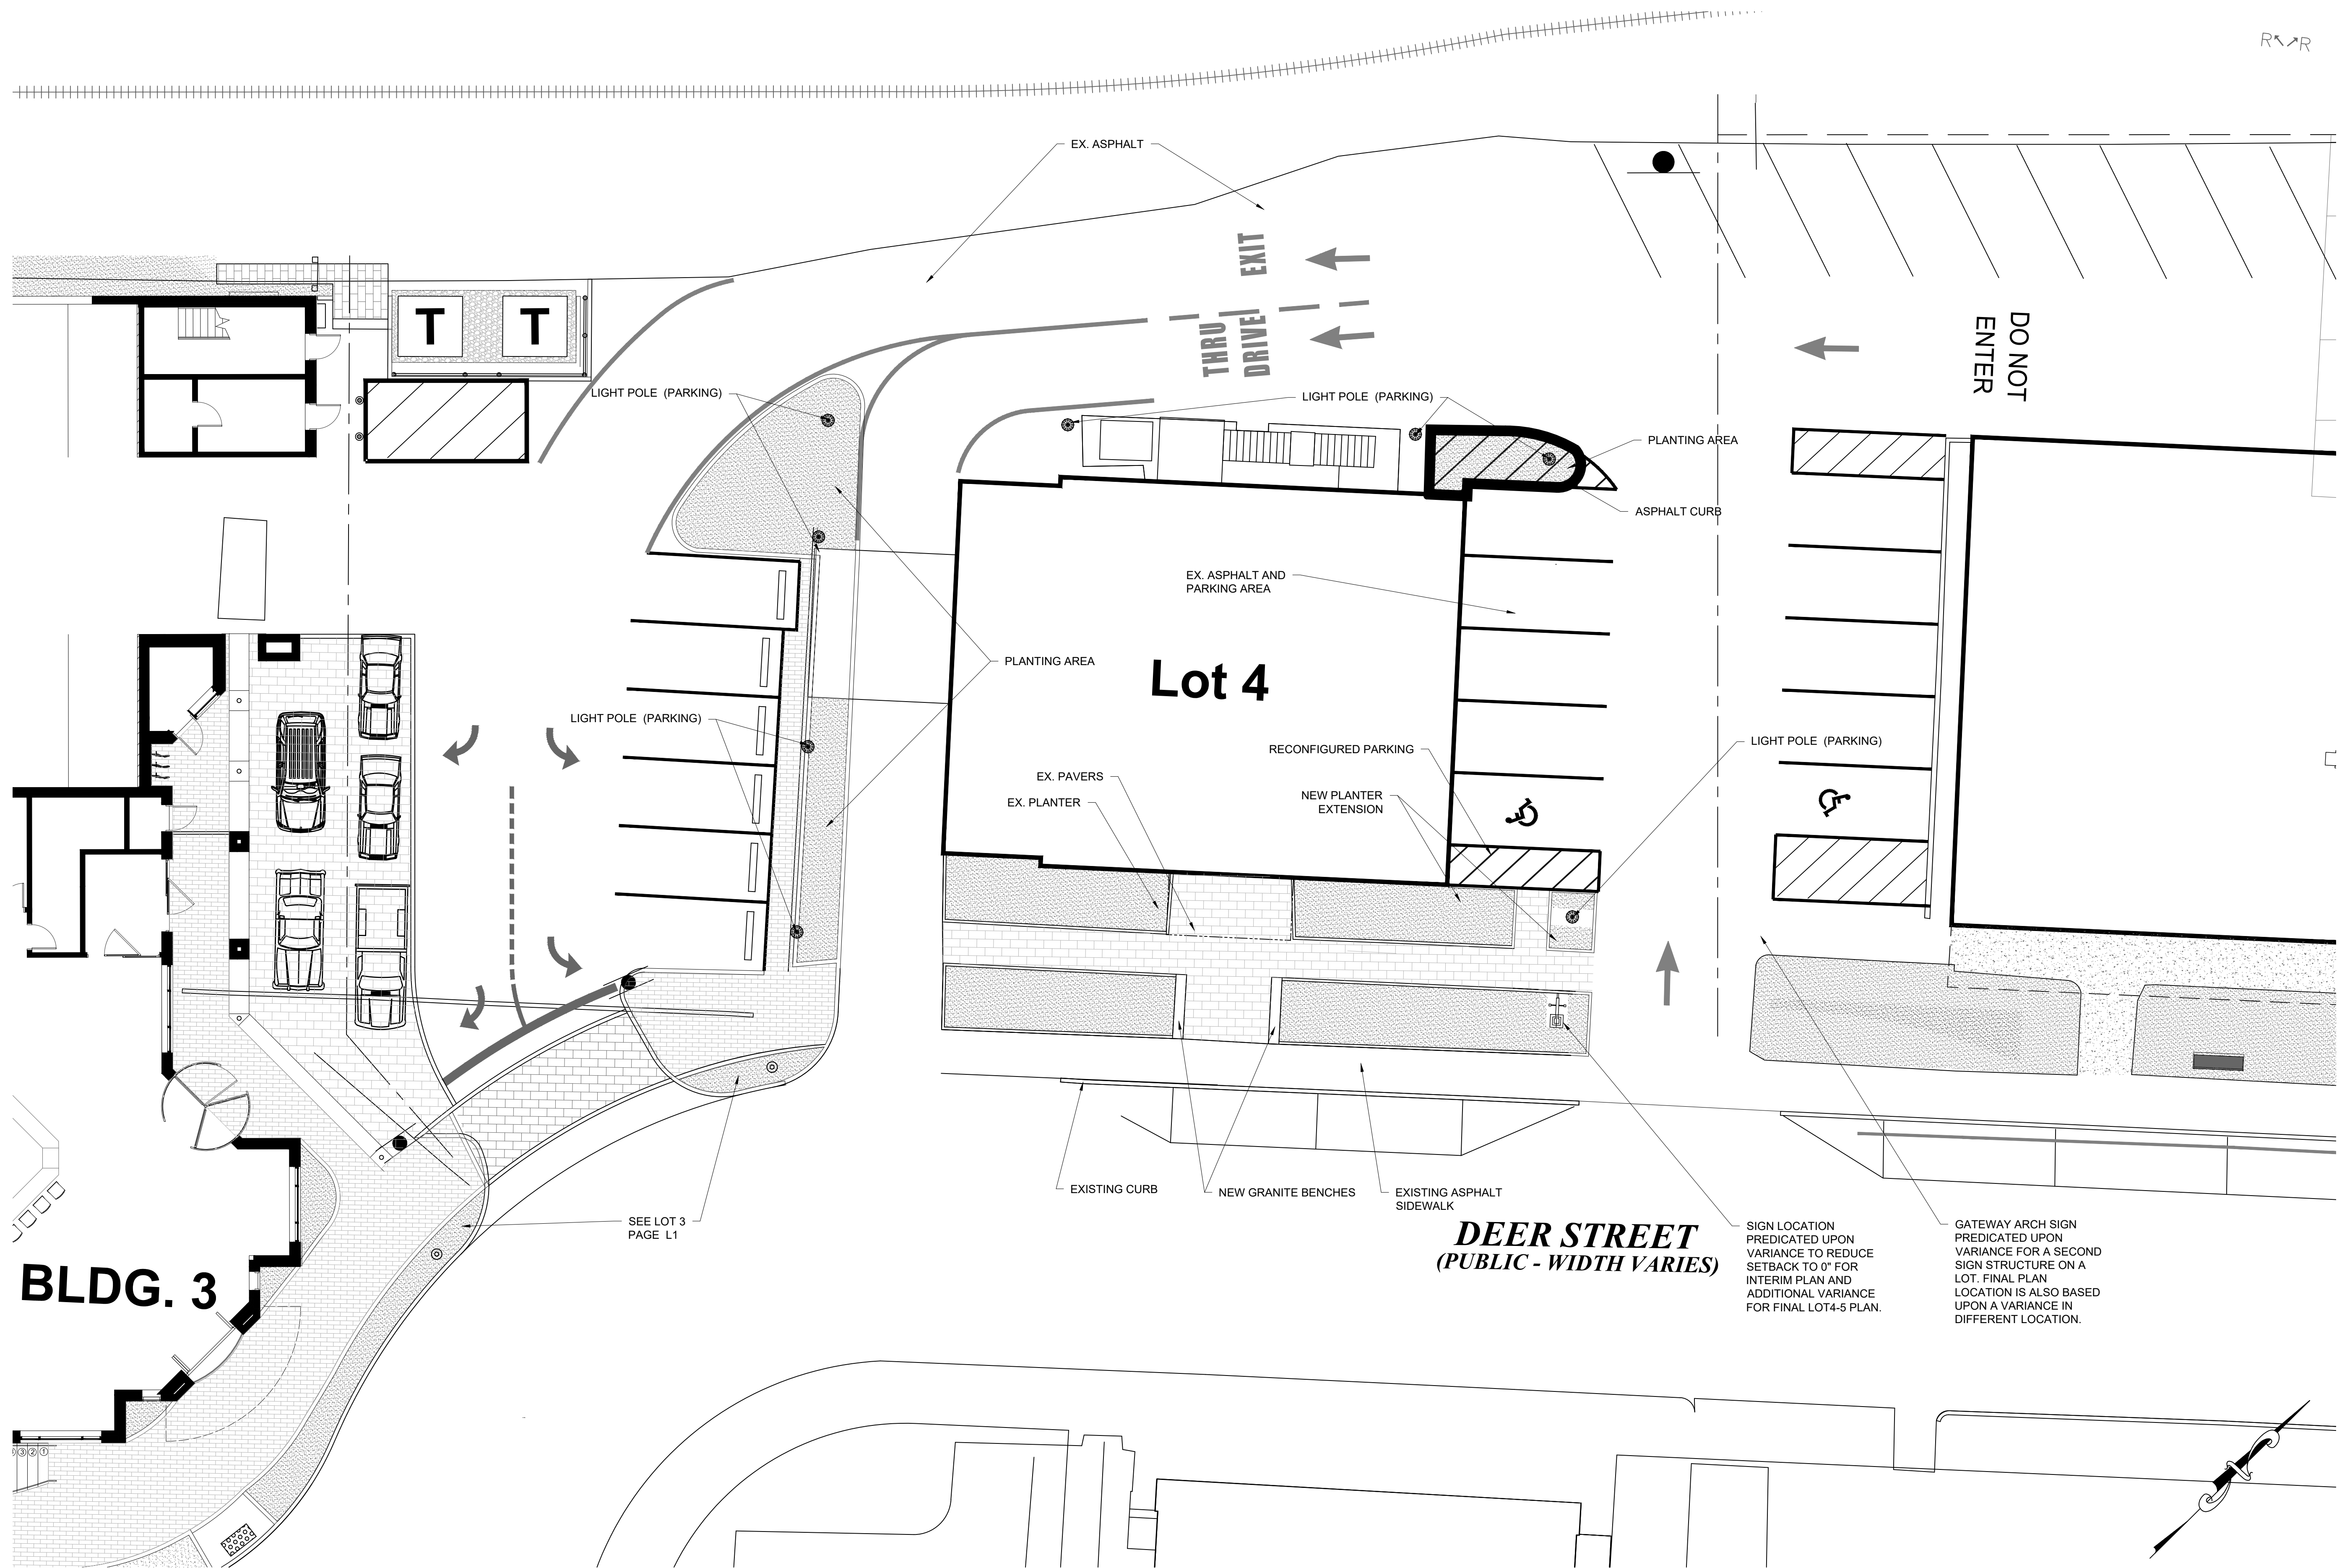 R R
EX. ASPHALT
EXIT
THRU
DRIVE
DO NOT
ENTER
T
T
LIGHT POLE (PARKING)
LIGHT POLE (PARKING)
PLANTING AREA
ASPHALT CURB
EX. ASPHALT AND
PARKING AREA
PLANTING AREA
Lot 4
LIGHT POLE (PARKING)
RECONFIGURED PARKING
LIGHT POLE (PARKING)
EX. PAVERS
EX. PLANTER
NEW PLANTER
EXTENSION
EXISTING CURB
NEW GRANITE BENCHES
EXISTING ASPHALT
SIDEWALK
SEE LOT 3
PAGE L1
DEER STREET
(PUBLIC - WIDTH VARIES)
SIGN LOCATION
PREDICATED UPON
VARIANCE TO REDUCE
SETBACK TO 0" FOR
INTERIM PLAN AND
ADDITIONAL VARIANCE
FOR FINAL LOT4-5 PLAN.
GATEWAY ARCH SIGN
PREDICATED UPON
VARIANCE FOR A SECOND
SIGN STRUCTURE ON A
LOT. FINAL PLAN
LOCATION IS ALSO BASED
UPON A VARIANCE IN
DIFFERENT LOCATION.
BLDG. 3
3 2 1